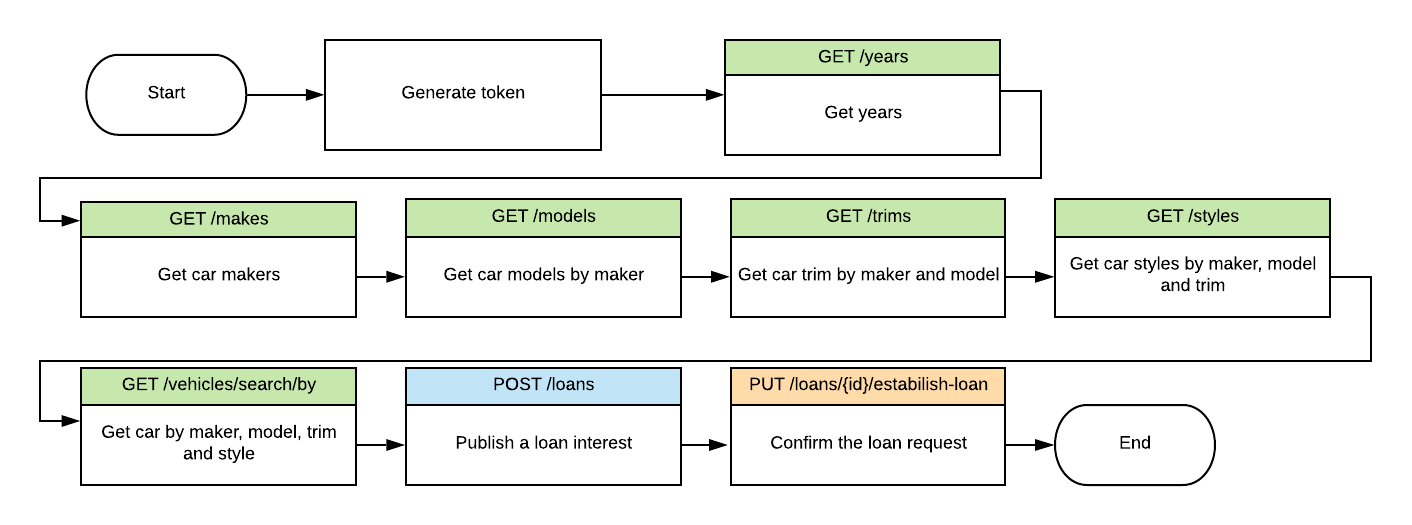 Start
Generate token
GET /years
Get years
GET /makes
Get car makers
GET /models
Get car models by maker
GET /trims
Get car trim by maker and model
GET /styles
Get car styles by maker, model
and trim
GET /vehicles/search/by
Get car by maker, model, trim
and style
POST /loans
Publish a loan interest
PUT /loans/{id}/estabilish-loan
Confirm the loan request
End